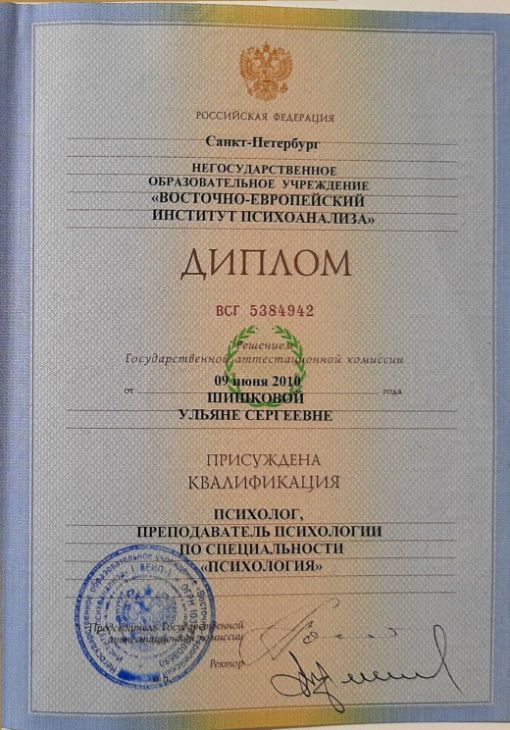 РОССИЙСКАЯ ФЕДЕРАЦИЯ
Санкт-Петербург
НЕГОСУДАРСТВЕННОЕ
ОБРАЗОВАТЕЛЬНОЕ УЧРЕЖДЕНИЕ
«ВОСТОЧНО-ЕВРОПЕЙСКИЙ
ИНСТИТУТ ПСИХОАНАЛИЗА»
ДИПЛОМ
ВСГ 5384942
Решением
Государственной аттестационной комиссии
от 09 июня 2010 года
ШИШКОВОЙ
УЛЬЯНЕ СЕРГЕЕВНЕ
ПРИСУЖДЕНА
КВАЛИФИКАЦИЯ
ПСИХОЛОГ,
ПРЕПОДАВАТЕЛЬ ПСИХОЛОГИИ
ПО СПЕЦИАЛЬНОСТИ
«ПСИХОЛОГИЯ»
Председатель Государственной
аттестационной комиссии
Ректор